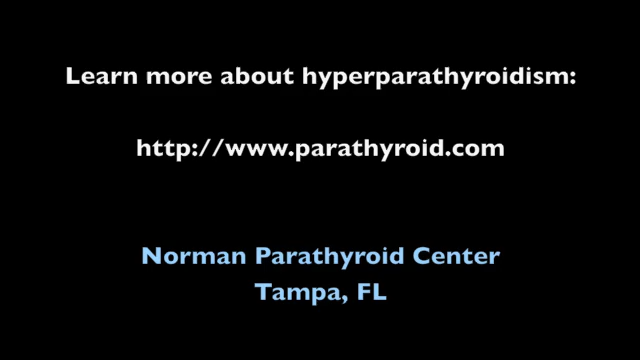 Learn more about hyperparathyroidism:
http://www.parathyroid.com
Norman Parathyroid Center
Tampa, FL